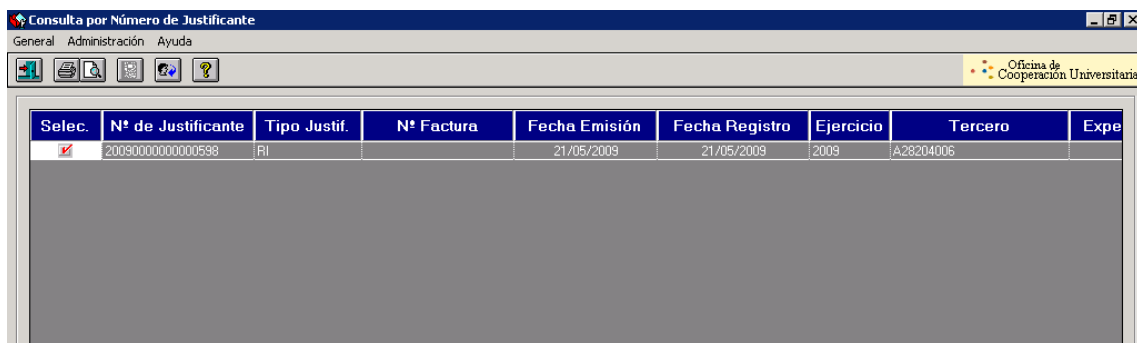 Consulta por Número de Justificante
General Administración Ayuda
Oficina de
Cooperación Universitaria
Selec. Nº de Justificante Tipo Justif. Nº Factura Fecha Emisión Fecha Registro Ejercicio Tercero Expe
20090000000000598 RI 21/05/2009 21/05/2009 2009 A28204006